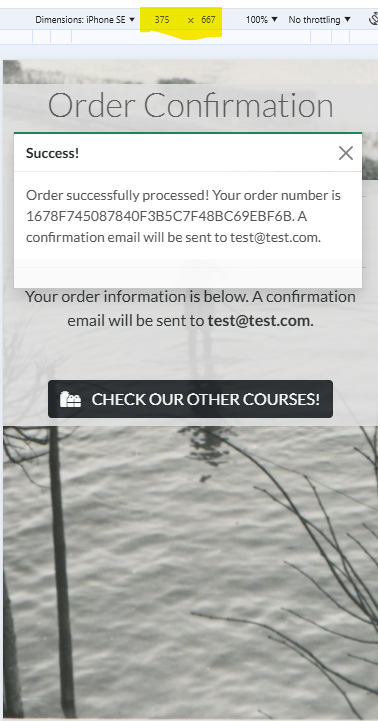 Dimensions: iPhone SE ▼ 375 × 667 100% ▼ No throttling ▼
Order Confirmation
Success!
Order successfully processed! Your order number is
1678F745087840F3B5C7F48BC69EBF6B. A
confirmation email will be sent to test@test.com.
Your order information is below. A confirmation
email will be sent to test@test.com.
CHECK OUR OTHER COURSES!